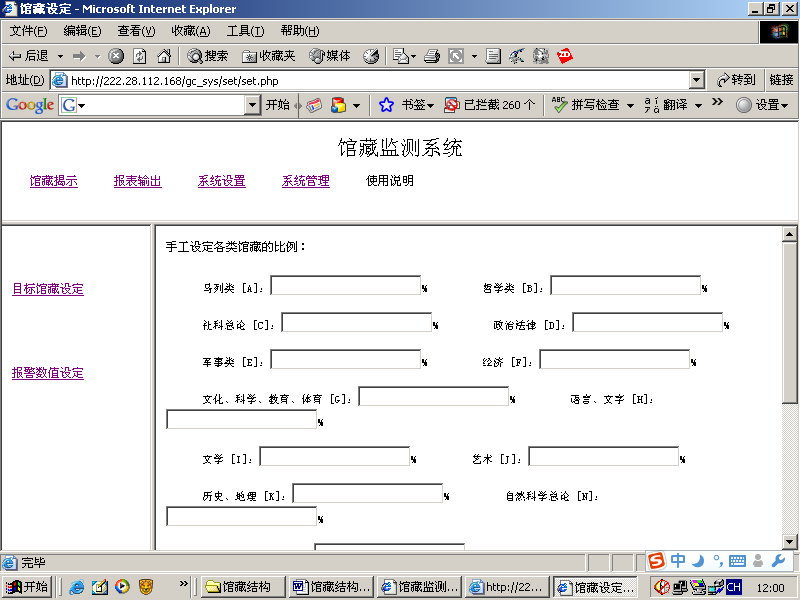 馆藏设定 - Microsoft Internet Explorer
文件(F) 编辑(E) 查看(V) 收藏(A) 工具(T) 帮助(H)
后退 搜索 收藏夹 媒体
地址(D) http://222.28.112.168/gc_sys/set/set.php 转到 链接
Google G 开始 书签 已拦截 260 个 ABC 拼写检查 翻译 设置
馆藏监测系统
馆藏揭示 报表输出 系统设置 系统管理 使用说明
手工设定各类馆藏的比例：
目标馆藏设定
报警数值设定
马列类 [A]: % 哲学类 [B]: %
社科总论 [C]: % 政治法律 [D]: %
军事类 [E]: % 经济 [F]: %
文化、科学、教育、体育 [G]: % 语言、文字 [H]:
%
文学 [I]: % 艺术 [J]: %
历史、地理 [K]: % 自然科学总论 [N]:
%
完毕
S 中
开始 馆藏结构 馆藏结构... 馆藏监测... http://22... 馆藏设定... CH 12:00